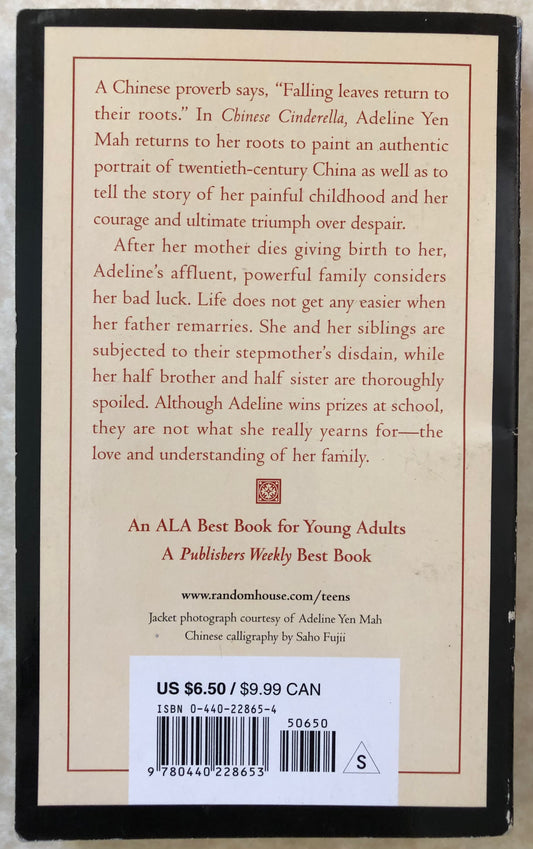 A Chinese proverb says, “Falling leaves return to
their roots.” In Chinese Cinderella, Adeline Yen
Mah returns to her roots to paint an authentic
portrait of twentieth-century China as well as to
tell the story of her painful childhood and her
courage and ultimate triumph over despair.
After her mother dies giving birth to her,
Adeline’s affluent, powerful family considers
her bad luck. Life does not get any easier when
her father remarries. She and her siblings are
subjected to their stepmother’s disdain, while
her half brother and half sister are thoroughly
spoiled. Although Adeline wins prizes at school,
they are not what she really yearns for—the
love and understanding of her family.
An ALA Best Book for Young Adults
A Publishers Weekly Best Book
www.randomhouse.com/teens
Jacket photograph courtesy of Adeline Yen Mah
Chinese calligraphy by Saho Fujii
US $6.50 / $9.99 CAN
ISBN 0-440-22865-4
50650
9 780440 228653
S